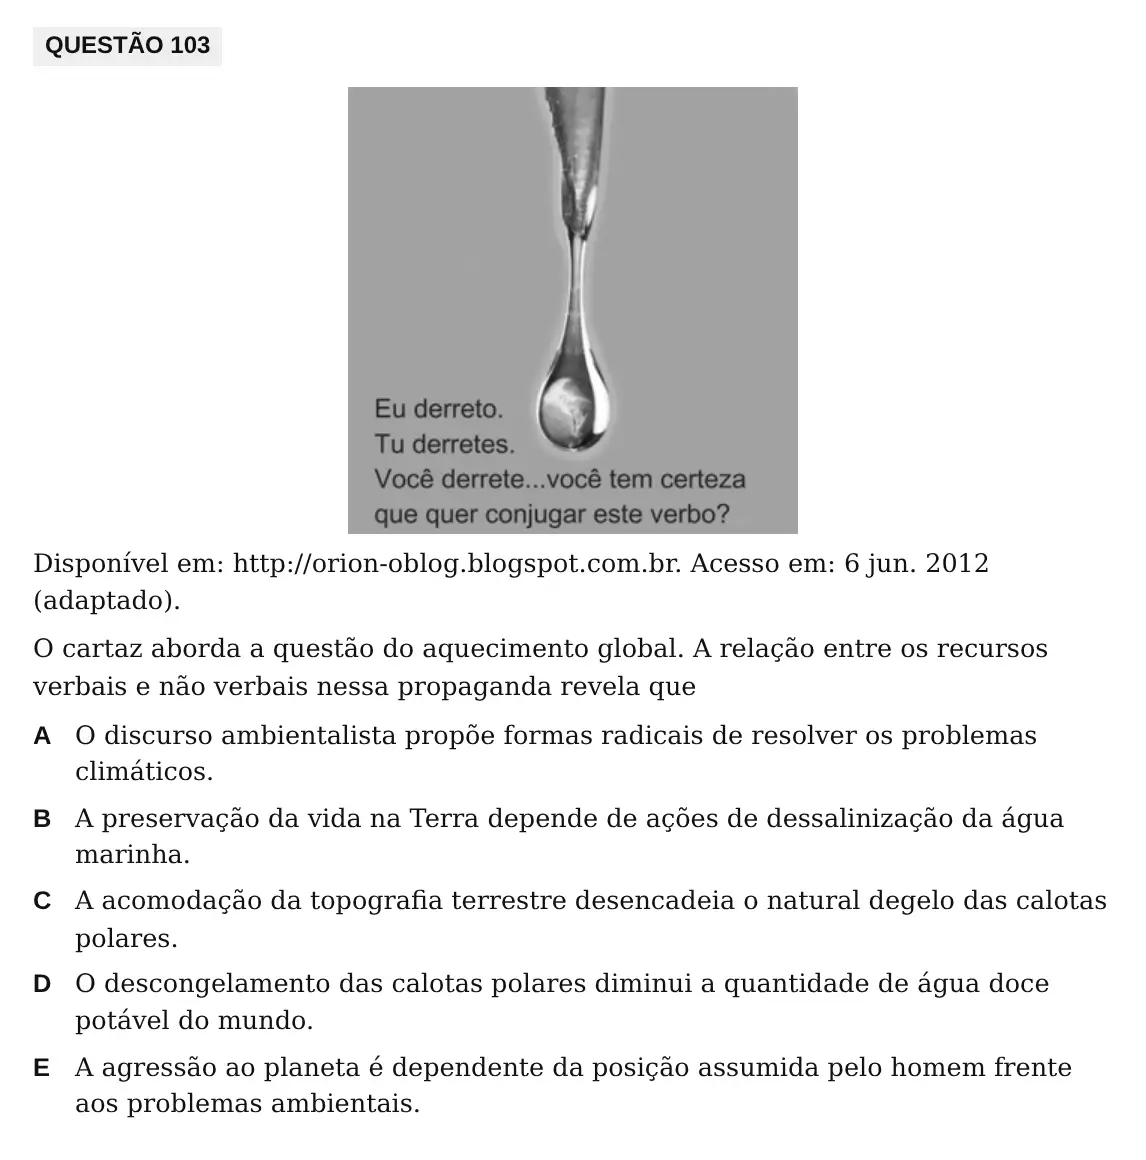 QUESTÃO 103
Eu derreto.
Tu derretes.
Você derrete...você tem certeza
que quer conjugar este verbo?
Disponível em: http://orion-oblog.blogspot.com.br. Acesso em: 6 jun. 2012
(adaptado).
O cartaz aborda a questão do aquecimento global. A relação entre os recursos
verbais e não verbais nessa propaganda revela que
A O discurso ambientalista propõe formas radicais de resolver os problemas
climáticos.
B A preservação da vida na Terra depende de ações de dessalinização da água
marinha.
C A acomodação da topografia terrestre desencadeia o natural degelo das calotas
polares.
D O descongelamento das calotas polares diminui a quantidade de água doce
potável do mundo.
E A agressão ao planeta é dependente da posição assumida pelo homem frente
aos problemas ambientais.